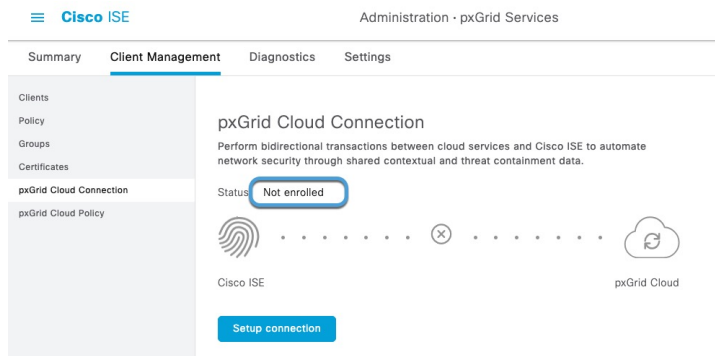 Cisco ISE
Administration · pxGrid Services
Summary
Client Management
Diagnostics
Settings
Clients
Policy
Groups
Certificates
pxGrid Cloud Connection
pxGrid Cloud Policy
pxGrid Cloud Connection
Perform bidirectional transactions between cloud services and Cisco ISE to automate
network security through shared contextual and threat containment data.
Status Not enrolled
Cisco ISE
pxGrid Cloud
Setup connection